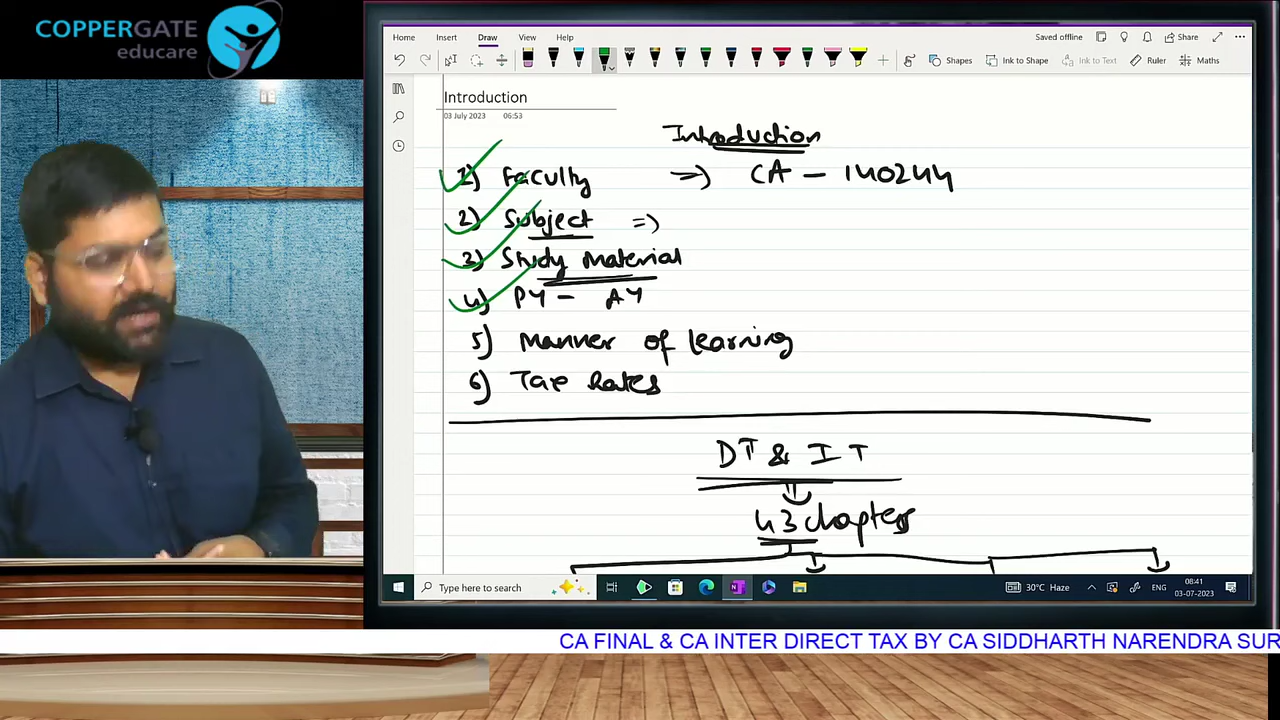 COPPERGATE
educare
Home Insert Draw View Help
Saved offline
Share
Shapes
Ink to Shape
Ink to Text
Ruler
Maths
Introduction
03 July 2023 06:53
Introduction
1) Faculty => CA - 140244
2) Subject =>
3) Study Material
4) PY - AY
5) Manner of learning
6) Tax Rates
DT & IT
43 chapters
Type here to search
30°C Haze
ENG
08:41
03-07-2023
CA FINAL & CA INTER DIRECT TAX BY CA SIDDHARTH NARENDRA SUR